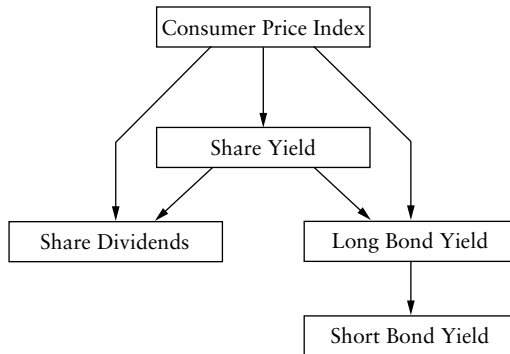 Consumer Price Index
Share Yield
Share Dividends
Long Bond Yield
Short Bond Yield